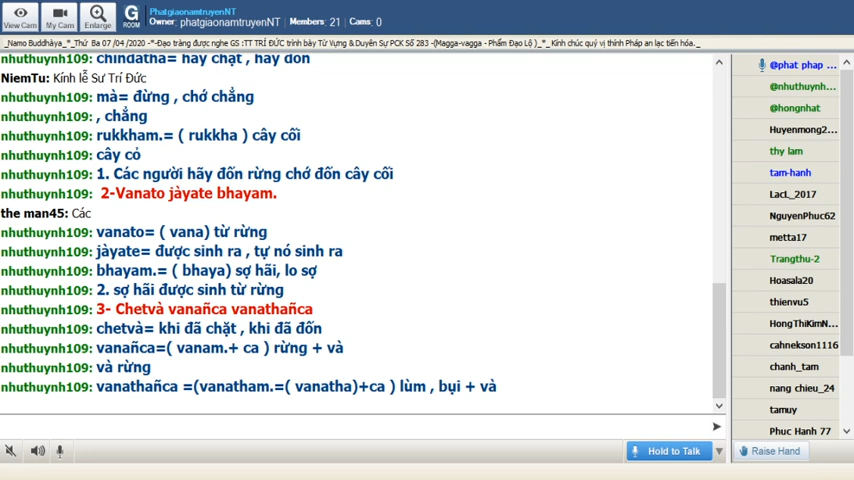 View Cam
My Cam
Enlarge
G
ROOM
PhatgiaonamtruyenNT
Owner: phatgiaonamtruyenNT | Members: 21 | Cams: 0
_Namo Buddhàya_*_Thứ Ba 07 /04 /2020 -*-Đạo tràng được nghe GS :TT TRÍ ĐỨC trình bày Từ Vựng & Duyên Sự PCK Số 283 -(Magga-vagga - Phẩm Đạo Lộ )_*_ Kính chúc quý vị thính Pháp an lạc tiến hóa._
nhuthuynh109: chindatha= hãy chặt , hãy đốn
NiemTu: Kính lễ Sư Trí Đức
nhuthuynh109: mà= đừng , chớ chẳng
nhuthuynh109: , chẳng
nhuthuynh109: rukkham.= ( rukkha ) cây cối
nhuthuynh109: cây cỏ
nhuthuynh109: 1. Các người hãy đốn rừng chớ đốn cây cối
nhuthuynh109: 2-Vanato jàyate bhayam.
the man45: Các
nhuthuynh109: vanato= ( vana) từ rừng
nhuthuynh109: jàyate= được sinh ra , tự nó sinh ra
nhuthuynh109: bhayam.= ( bhaya) sợ hãi, lo sợ
nhuthuynh109: 2. sợ hãi được sinh từ rừng
nhuthuynh109: 3- Chetvà vanañca vanathañca
nhuthuynh109: chetvà= khi đã chặt , khi đã đốn
nhuthuynh109: vanañca=( vanam.+ ca ) rừng + và
nhuthuynh109: và rừng
nhuthuynh109: vanathañca =(vanatham.=( vanatha)+ca ) lùm , bụi + và
@phat phap ...
@nhuthuynh...
@hongnhat
Huyenmong2...
thy lam
tam-hanh
LacL_2017
NguyenPhuc62
metta17
Trangthu-2
Hoasala20
thienvu5
HongThiKimN...
cahnekson1116
chanh_tam
nang chieu_24
tamuy
Phuc Hanh 77
Hold to Talk
Raise Hand